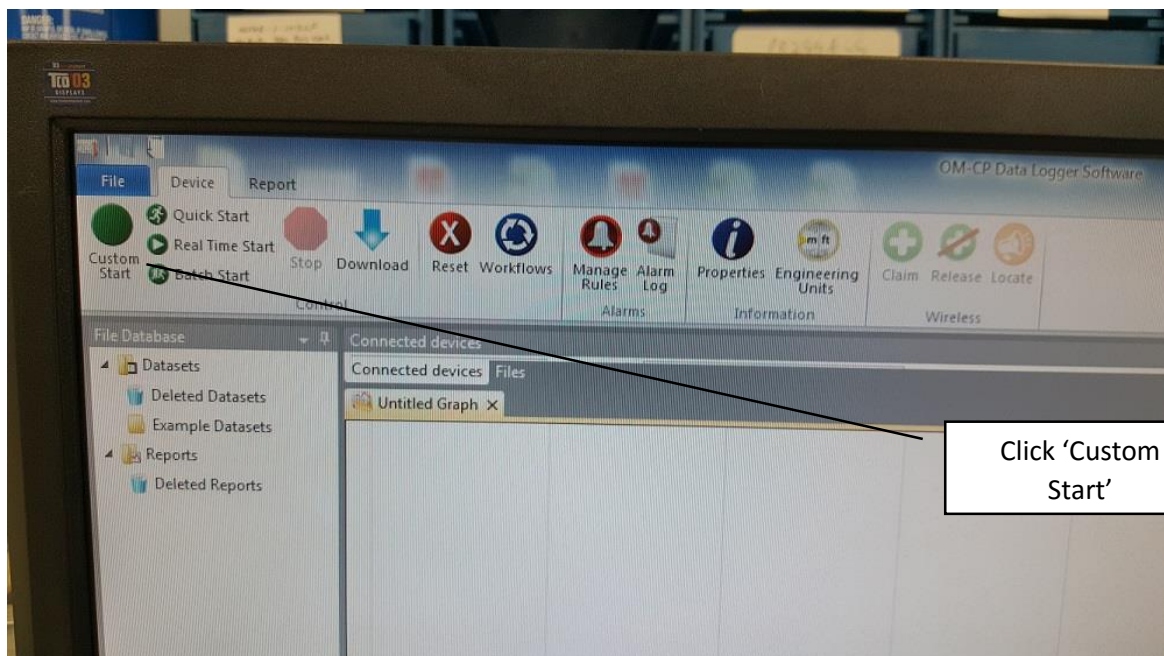 DANGER:
TCO'03
DISPLAYS
OM-CP Data Logger Software
File Device Report
Custom
Start
Quick Start
Real Time Start
Batch Start
Stop
Download
Reset
Workflows
Control
Manage
Rules
Alarm
Log
Alarms
Properties
Engineering
Units
Information
Claim
Release
Locate
Wireless
File Database
Datasets
Deleted Datasets
Example Datasets
Reports
Deleted Reports
Connected devices
Connected devices Files
Untitled Graph
Click ‘Custom
Start’